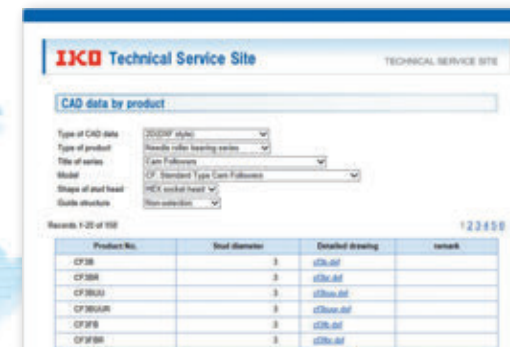 IKO Technical Service Site TECHNICAL SERVICE SITE
CAD data by product
Type of CAD data 2D(DXF style)
Type of product Needle roller bearing series
Title of series Cam Followers
Model CF: Standard Type Cam Followers
Shape of stud head HEX socket head
Guide structure Non-selection
Records 1-20 of 1 2 3 4 5 6
Product No. Stud diameter Detailed drawing remark
CF3B 3
CF3BR 3
CF3BUU 3
CF3BUUR 3
CF3FB 3
CF3FBR 3